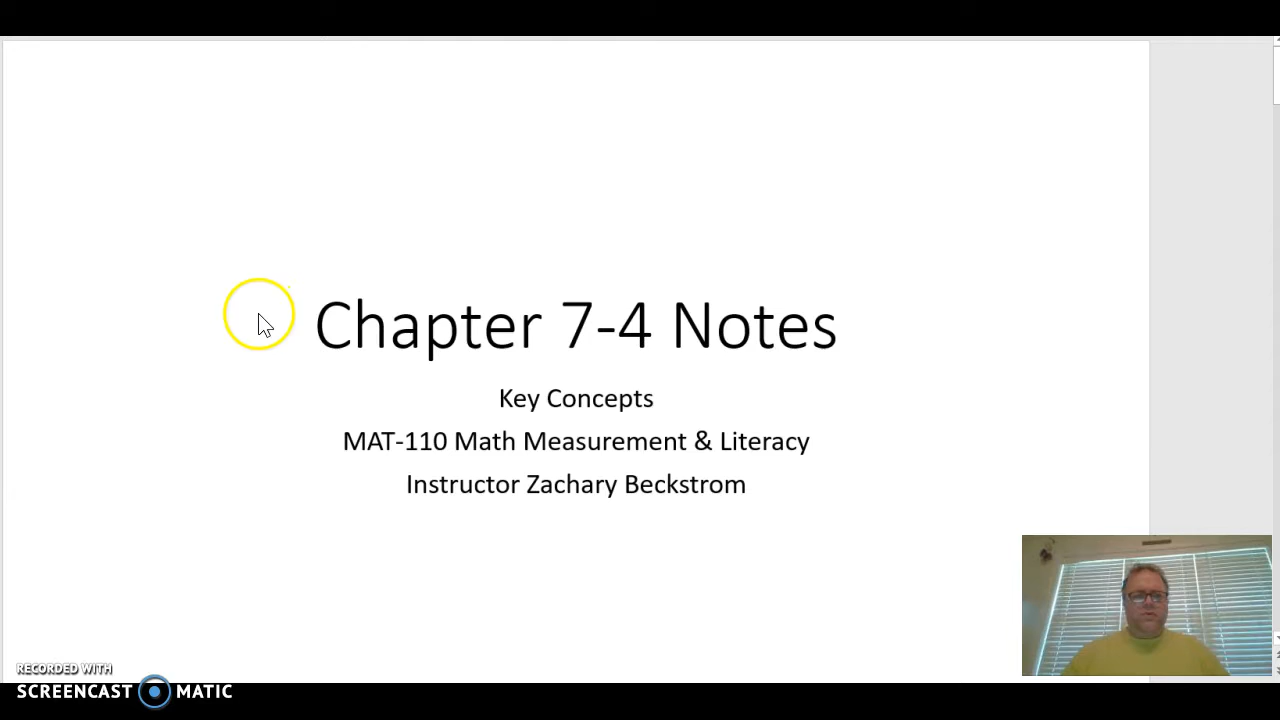 Chapter 7-4 Notes
Key Concepts
MAT-110 Math Measurement & Literacy
Instructor Zachary Beckstrom
RECORDED WITH
SCREENCAST MATIC